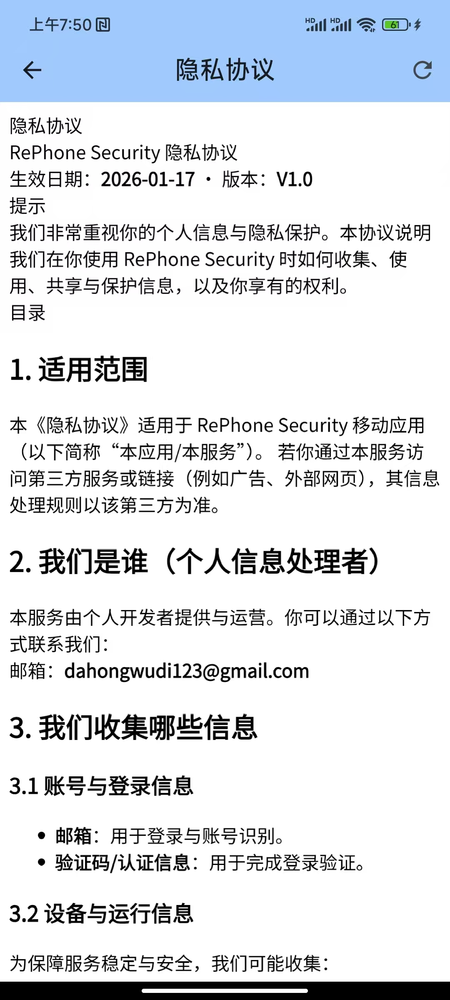 上午7:50
HD HD 61
隐私协议
隐私协议
RePhone Security 隐私协议
生效日期：2026-01-17 · 版本：V1.0
提示
我们非常重视你的个人信息与隐私保护。本协议说明
我们在你使用 RePhone Security 时如何收集、使
用、共享与保护信息，以及你享有的权利。
目录
1. 适用范围
本《隐私协议》适用于 RePhone Security 移动应用
（以下简称“本应用/本服务”）。 若你通过本服务访
问第三方服务或链接（例如广告、外部网页），其信息
处理规则以该第三方为准。
2. 我们是谁（个人信息处理者）
本服务由个人开发者提供与运营。你可以通过以下方
式联系我们：
邮箱：dahongwudi123@gmail.com
3. 我们收集哪些信息
3.1 账号与登录信息
• 邮箱：用于登录与账号识别。
• 验证码/认证信息：用于完成登录验证。
3.2 设备与运行信息
为保障服务稳定与安全，我们可能收集：